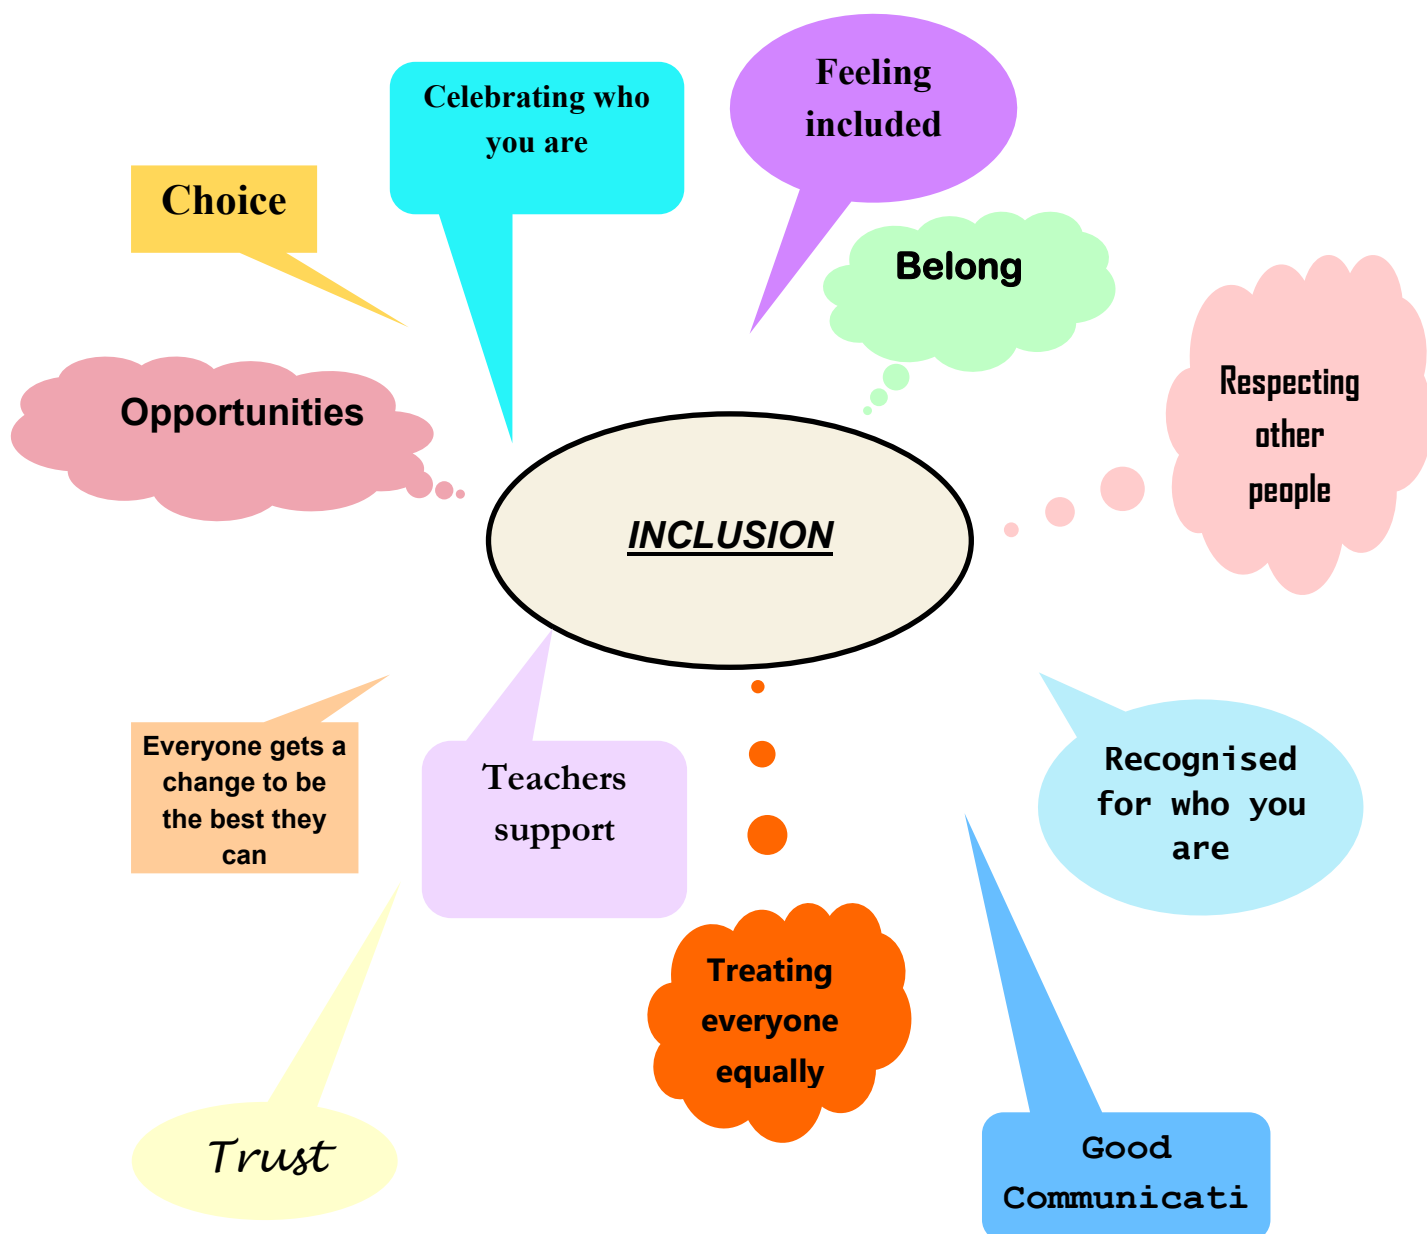 Feeling
included
Celebrating who
you are
Choice
Belong
Opportunities
Respecting
other
people
INCLUSION
Everyone gets a
change to be
the best they
can
Teachers
support
Recognised
for who you
are
Treating
everyone
equally
Trust
Good
Communicati